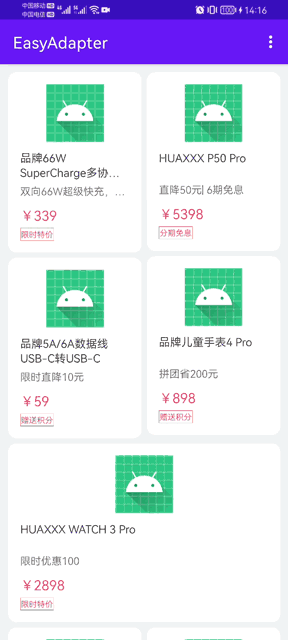 中国移动 HD
中国电信 HD
100
14:16
EasyAdapter
品牌66W
SuperCharge多协…
双向66W超级快充，…
￥339
限时特价
HUAXXX P50 Pro
直降50元| 6期免息
￥5398
分期免息
品牌5A/6A数据线
USB-C转USB-C
限时直降10元
￥59
赠送积分
品牌儿童手表4 Pro
拼团省200元
￥898
赠送积分
HUAXXX WATCH 3 Pro
限时优惠100
￥2898
限时特价